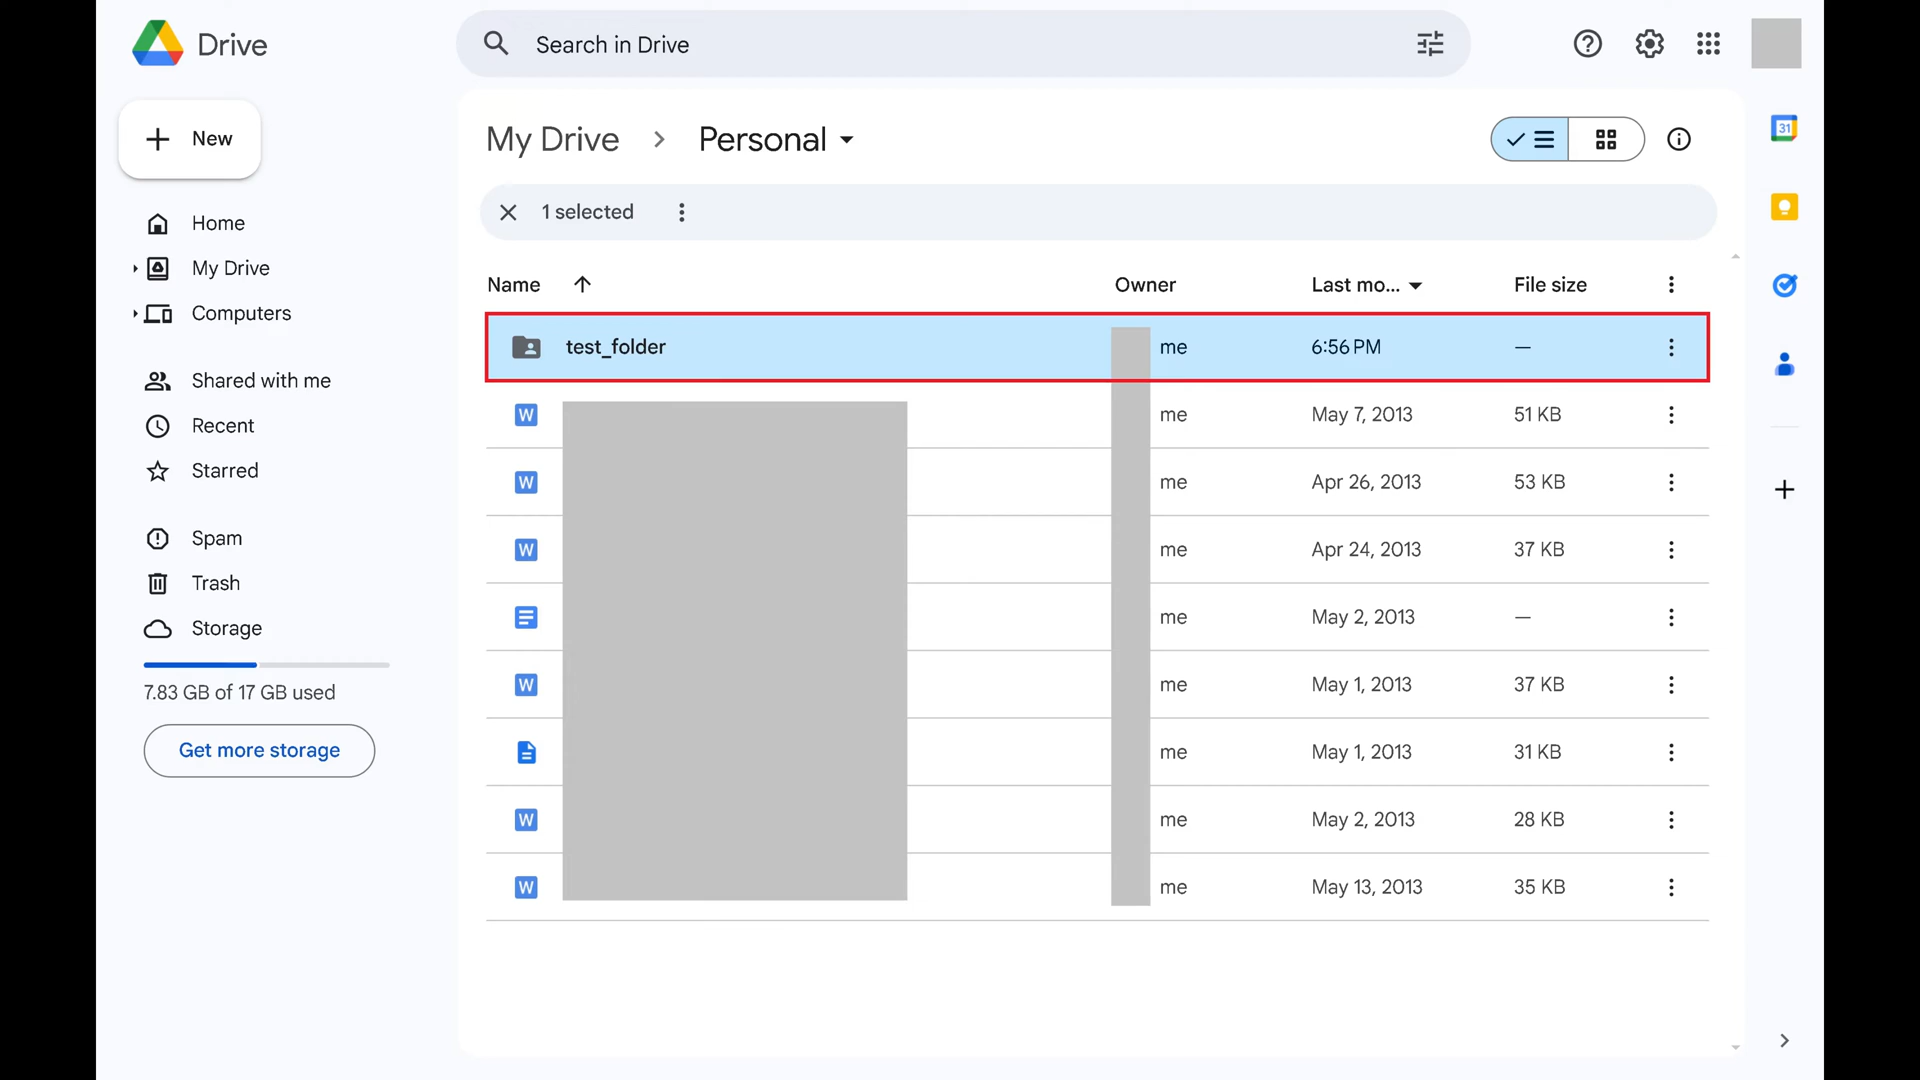 Drive
Search in Drive
New
My Drive
Personal
1 selected
Home
My Drive
Computers
Shared with me
Recent
Starred
Spam
Trash
Storage
7.83 GB of 17 GB used
Get more storage
Name Owner Last mo... File size
test_folder me 6:56 PM —
W me May 7, 2013 51 KB
W me Apr 26, 2013 53 KB
W me Apr 24, 2013 37 KB
me May 2, 2013 —
W me May 1, 2013 37 KB
me May 1, 2013 31 KB
W me May 2, 2013 28 KB
W me May 13, 2013 35 KB
31